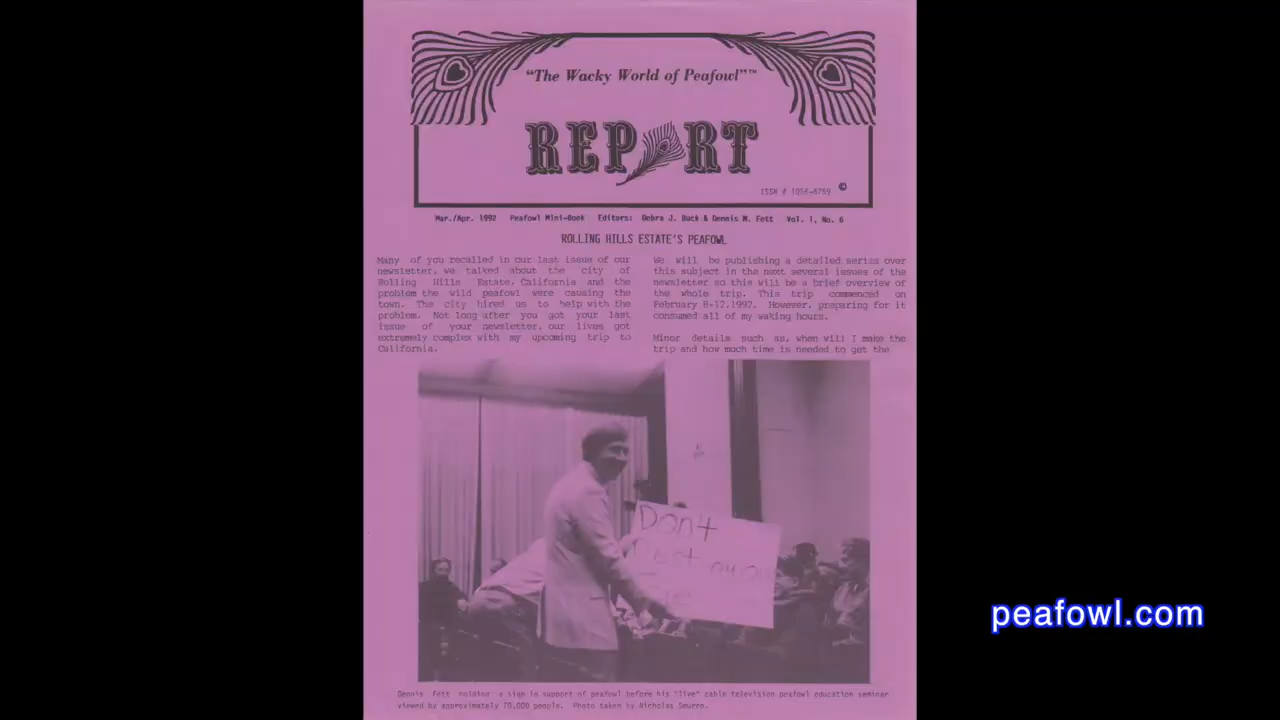 "The Wacky World of Peafowl"™
REPORT
ISSN # 1056-8769 ©
Mar./Apr. 1992 Peafowl Mini-Book Editors: Debra J. Buck & Dennis M. Fett Vol. 1, No. 6
ROLLING HILLS ESTATE'S PEAFOWL
Many of you recalled in our last issue of our
newsletter, we talked about the city of
Rolling Hills Estate, California and the
problem the wild peafowl were causing the
town. The city hired us to help with the
problem. Not long after you got your last
issue of your newsletter, our lives got
extremely complex with my upcoming trip to
California.
We will be publishing a detailed series over
this subject in the next several issues of the
newsletter so this will be a brief overview of
the whole trip. This trip commenced on
February 8-12,1992. However, preparing for it
consumed all of my waking hours.
Minor details such as, when will I make the
trip and how much time is needed to get the
Don't
Dennis Fett holding a sign in support of peafowl before his "live" cable television peafowl education seminar
viewed by approximately 70,000 people. Photo taken by Nicholas Smurro.
peafowl.com